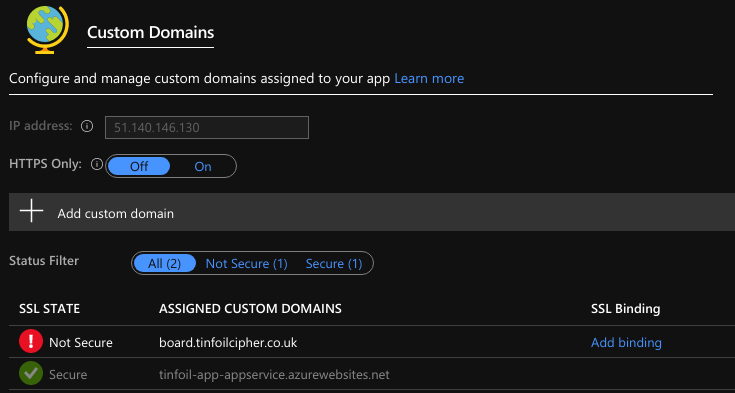 Custom Domains
Configure and manage custom domains assigned to your app Learn more
IP address: 51.140.146.130
HTTPS Only: Off On
Add custom domain
Status Filter All (2) Not Secure (1) Secure (1)
SSL STATE ASSIGNED CUSTOM DOMAINS SSL Binding
Not Secure board.tinfoilcipher.co.uk Add binding
Secure tinfoil-app-appservice.azurewebsites.net